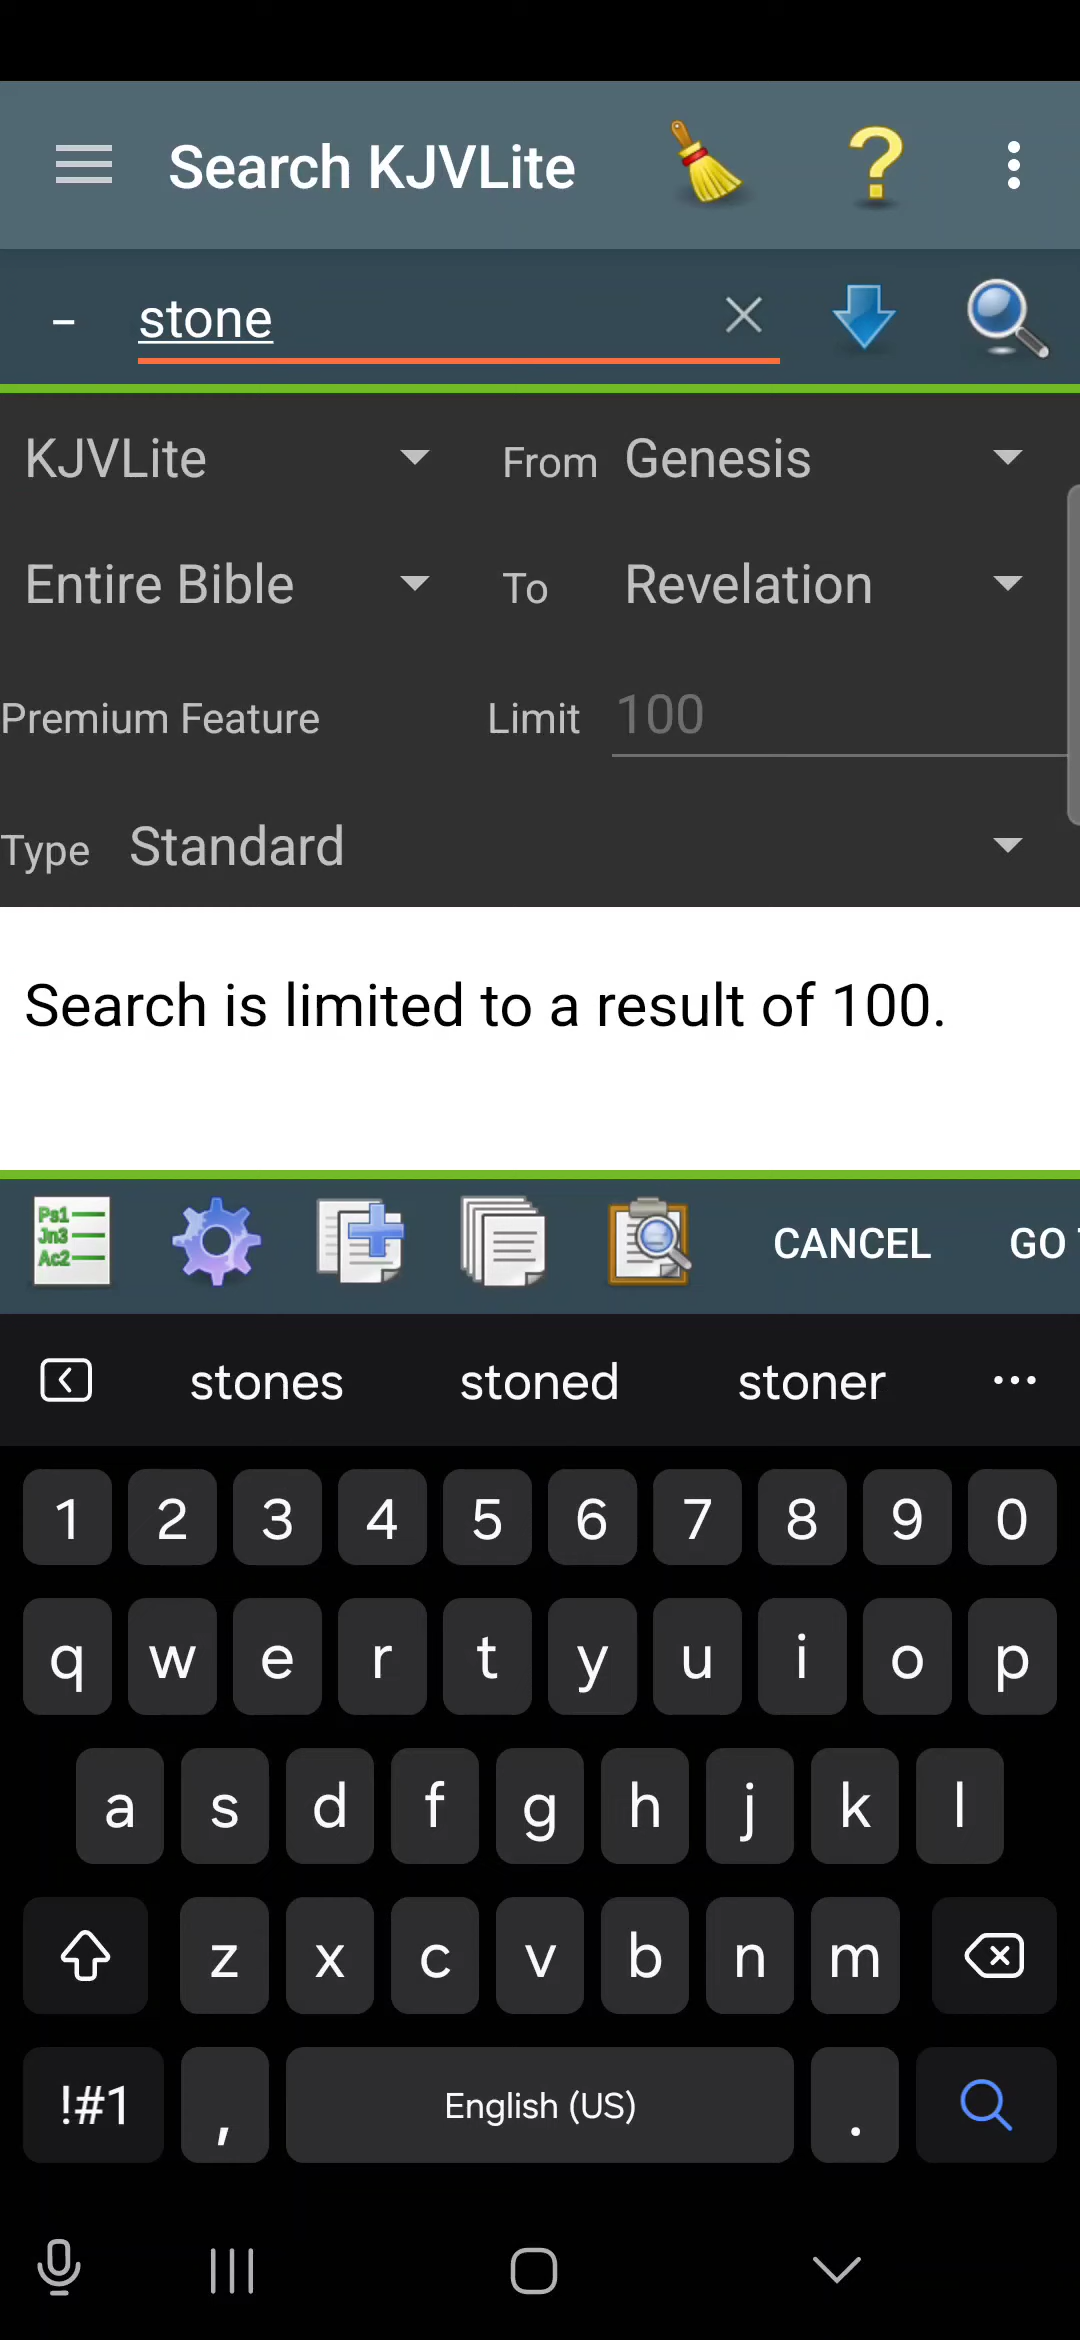 Search KJVLite
?
– stone
KJVLite From Genesis
Entire Bible To Revelation
Premium Feature Limit 100
Type Standard
Search is limited to a result of 100.
Ps1
Jn3
Ac2
CANCEL GO T
stones stoned stoner ...
1 2 3 4 5 6 7 8 9 0
q w e r t y u i o p
a s d f g h j k l
z x c v b n m
!#1 , English (US) .